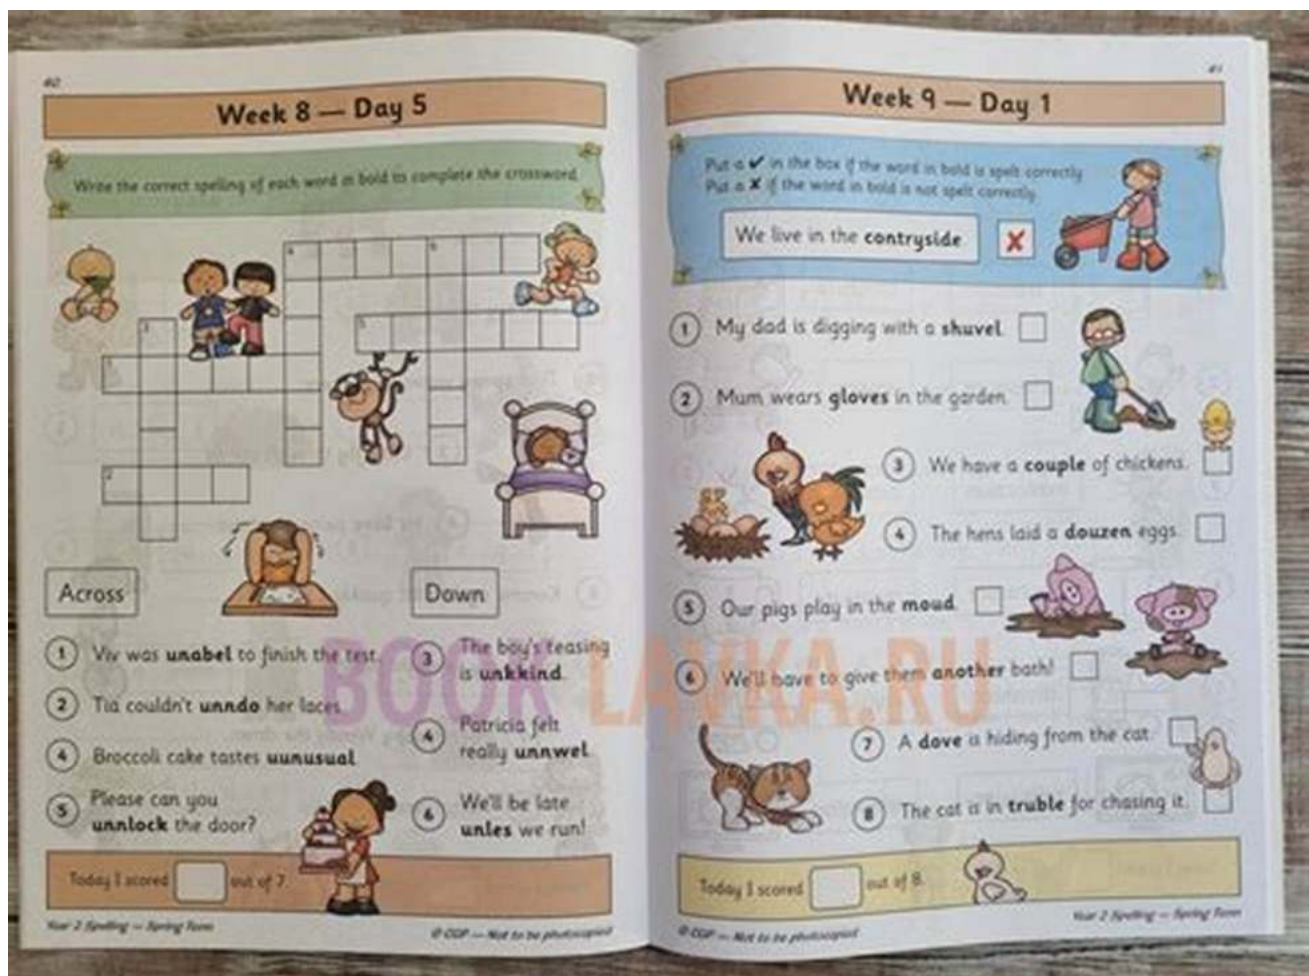 40
Week 8 — Day 5
Write the correct spelling of each word in bold to complete the crossword.
4
6
3
5
1
2
Across
1 Viv was unabel to finish the test.
2 Tia couldn't unndo her laces.
4 Broccoli cake tastes uunusual.
5 Please can you
unnlock the door?
Down
3 The boy's teasing
is unkkind.
4 Patricia felt
really unnwel.
6 We'll be late
unles we run!
Today I scored out of 7.
Year 2 Spelling — Spring Term
© CGP — Not to be photocopied
41
Week 9 — Day 1
Put a ✔ in the box if the word in bold is spelt correctly.
Put a ✘ if the word in bold is not spelt correctly.
We live in the contryside. ✘
1 My dad is digging with a shuvel.
2 Mum wears gloves in the garden.
3 We have a couple of chickens.
4 The hens laid a douzen eggs.
5 Our pigs play in the moud.
6 We'll have to give them another bath!
7 A dove is hiding from the cat.
8 The cat is in truble for chasing it.
Today I scored out of 8.
© CGP — Not to be photocopied
Year 2 Spelling — Spring Term
BOOK LAVKA.RU